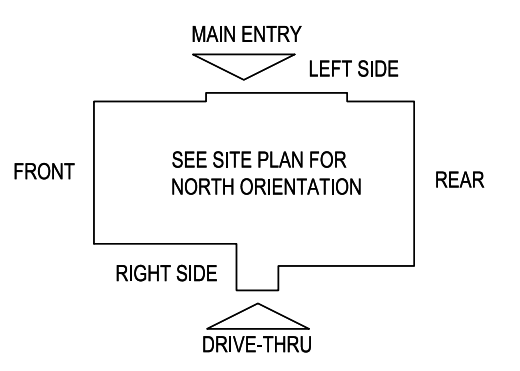 MAIN ENTRY
LEFT SIDE
FRONT
SEE SITE PLAN FOR
NORTH ORIENTATION
REAR
RIGHT SIDE
DRIVE-THRU